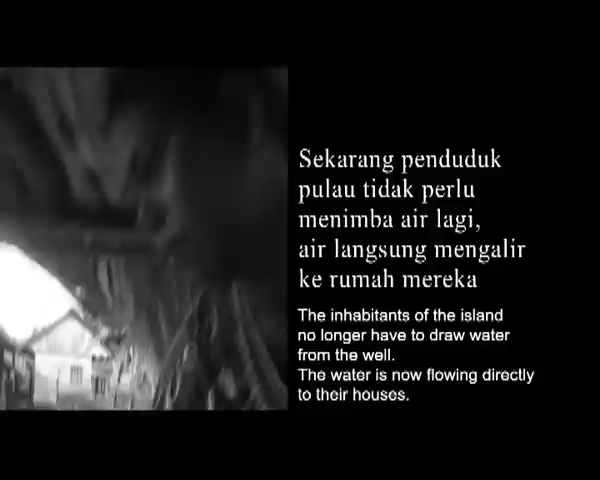 Sekarang penduduk
pulau tidak perlu
menimba air lagi,
air langsung mengalir
ke rumah mereka
The inhabitants of the island
no longer have to draw water
from the well.
The water is now flowing directly
to their houses.